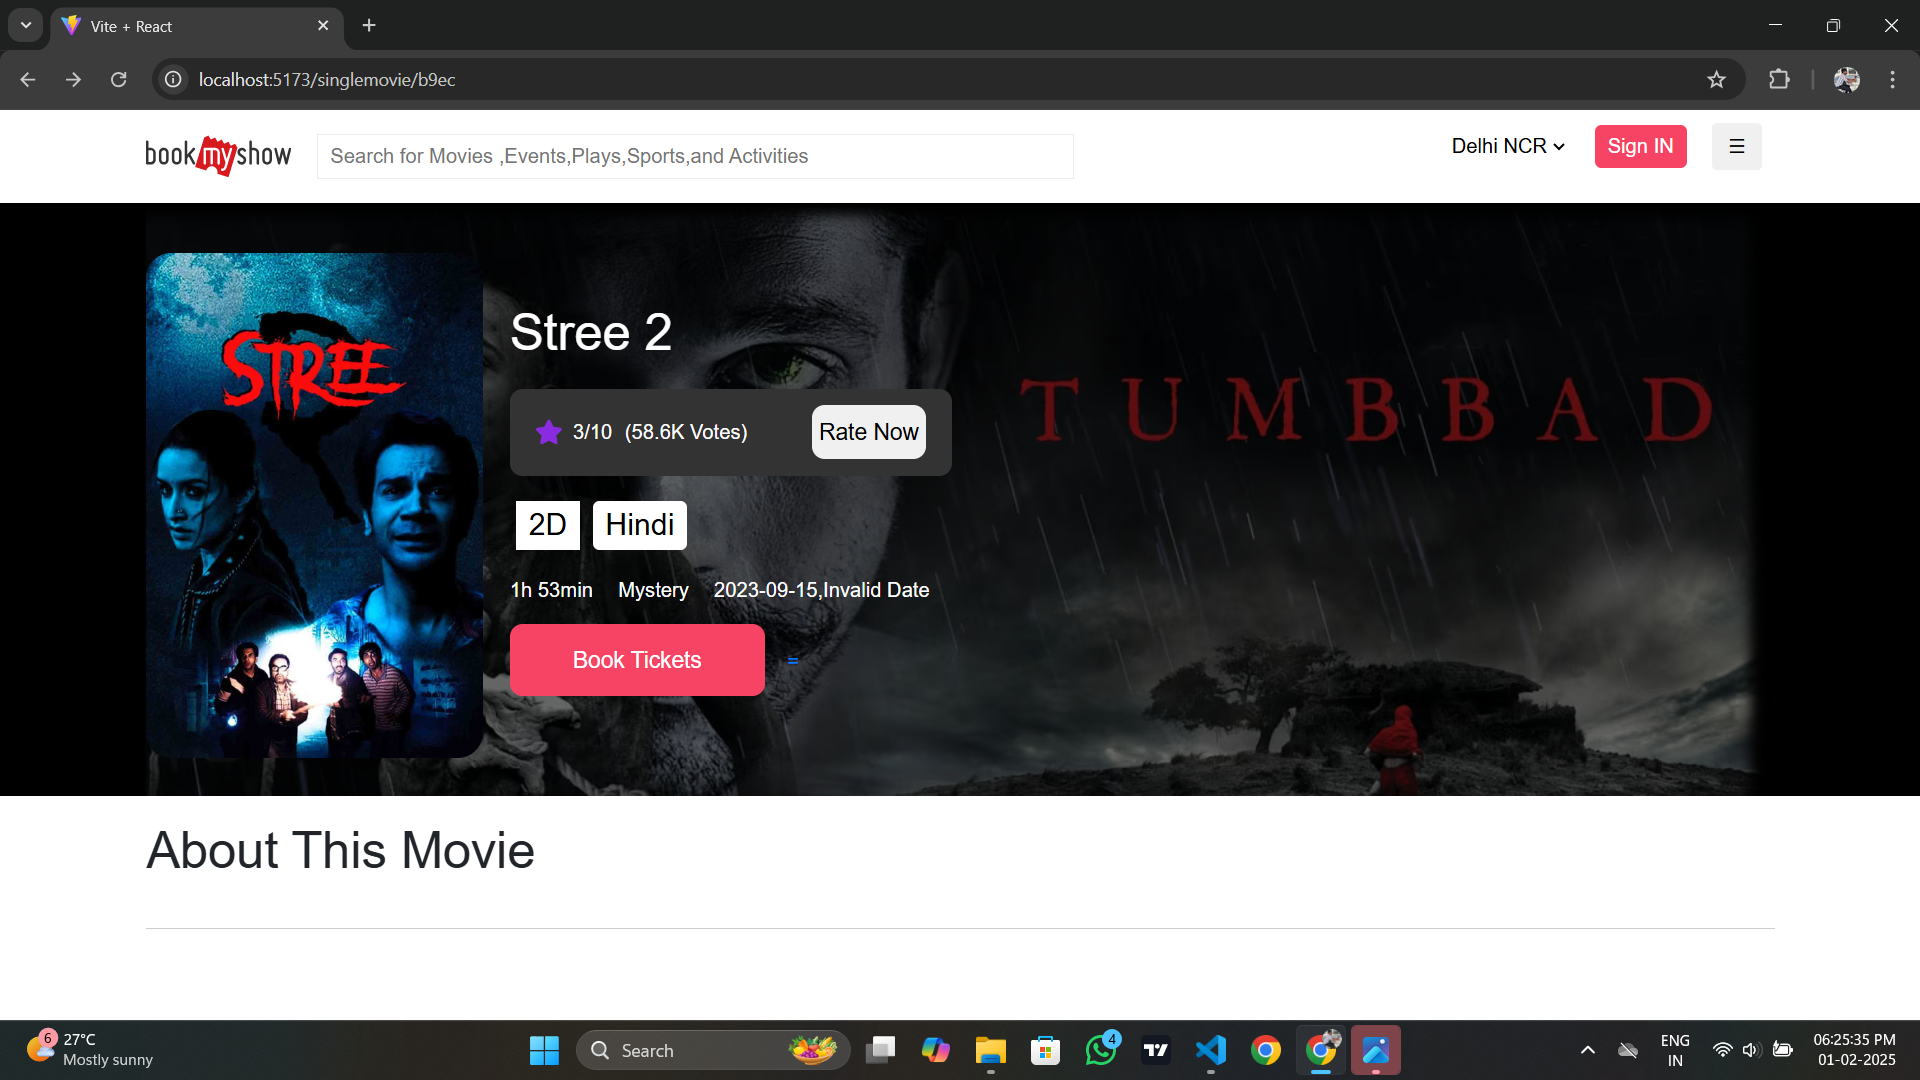 Vite + React
localhost:5173/singlemovie/b9ec
bookmyshow
Search for Movies ,Events,Plays,Sports,and Activities
Delhi NCR
Sign IN
STREE
Stree 2
3/10 (58.6K Votes)
Rate Now
TUMBBAD
2D
Hindi
1h 53min Mystery 2023-09-15,Invalid Date
Book Tickets
=
About This Movie
6
27°C
Mostly sunny
Search
4
ENG
IN
06:25:35 PM
01-02-2025